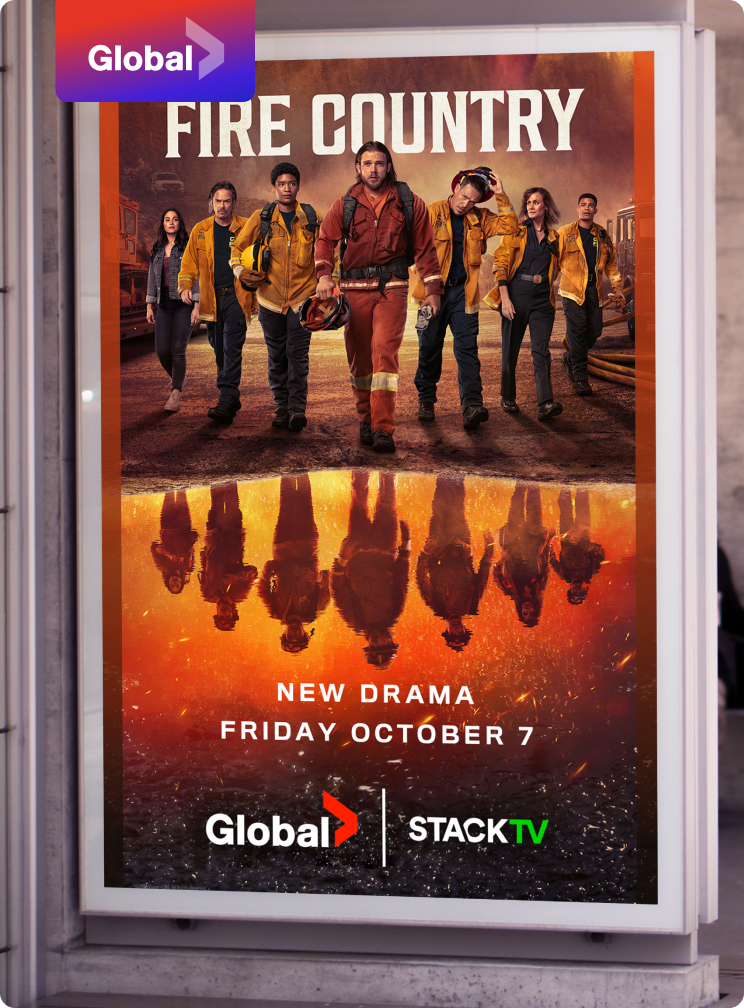 Global
FIRE COUNTRY
NEW DRAMA
FRIDAY OCTOBER 7
Global
STACKTV